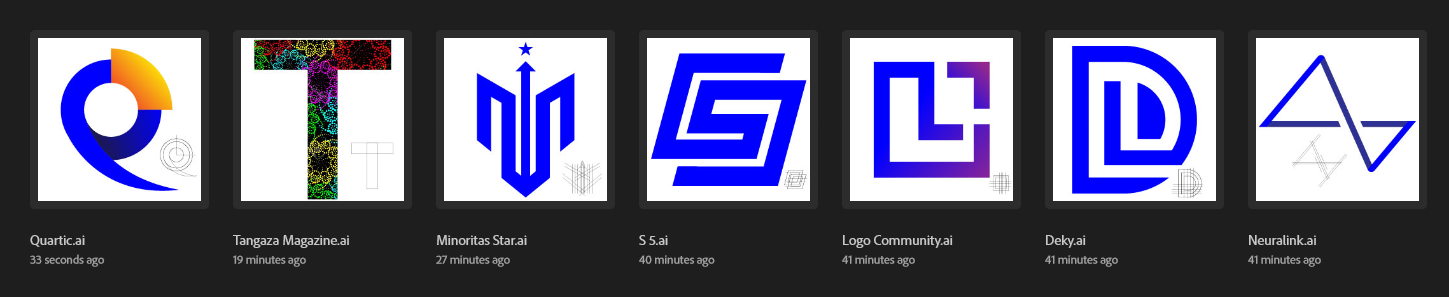 Quartic.ai
33 seconds ago
Tangaza Magazine.ai
19 minutes ago
Minoritas Star.ai
27 minutes ago
S 5.ai
40 minutes ago
Logo Community.ai
41 minutes ago
Deky.ai
41 minutes ago
Neuralink.ai
41 minutes ago